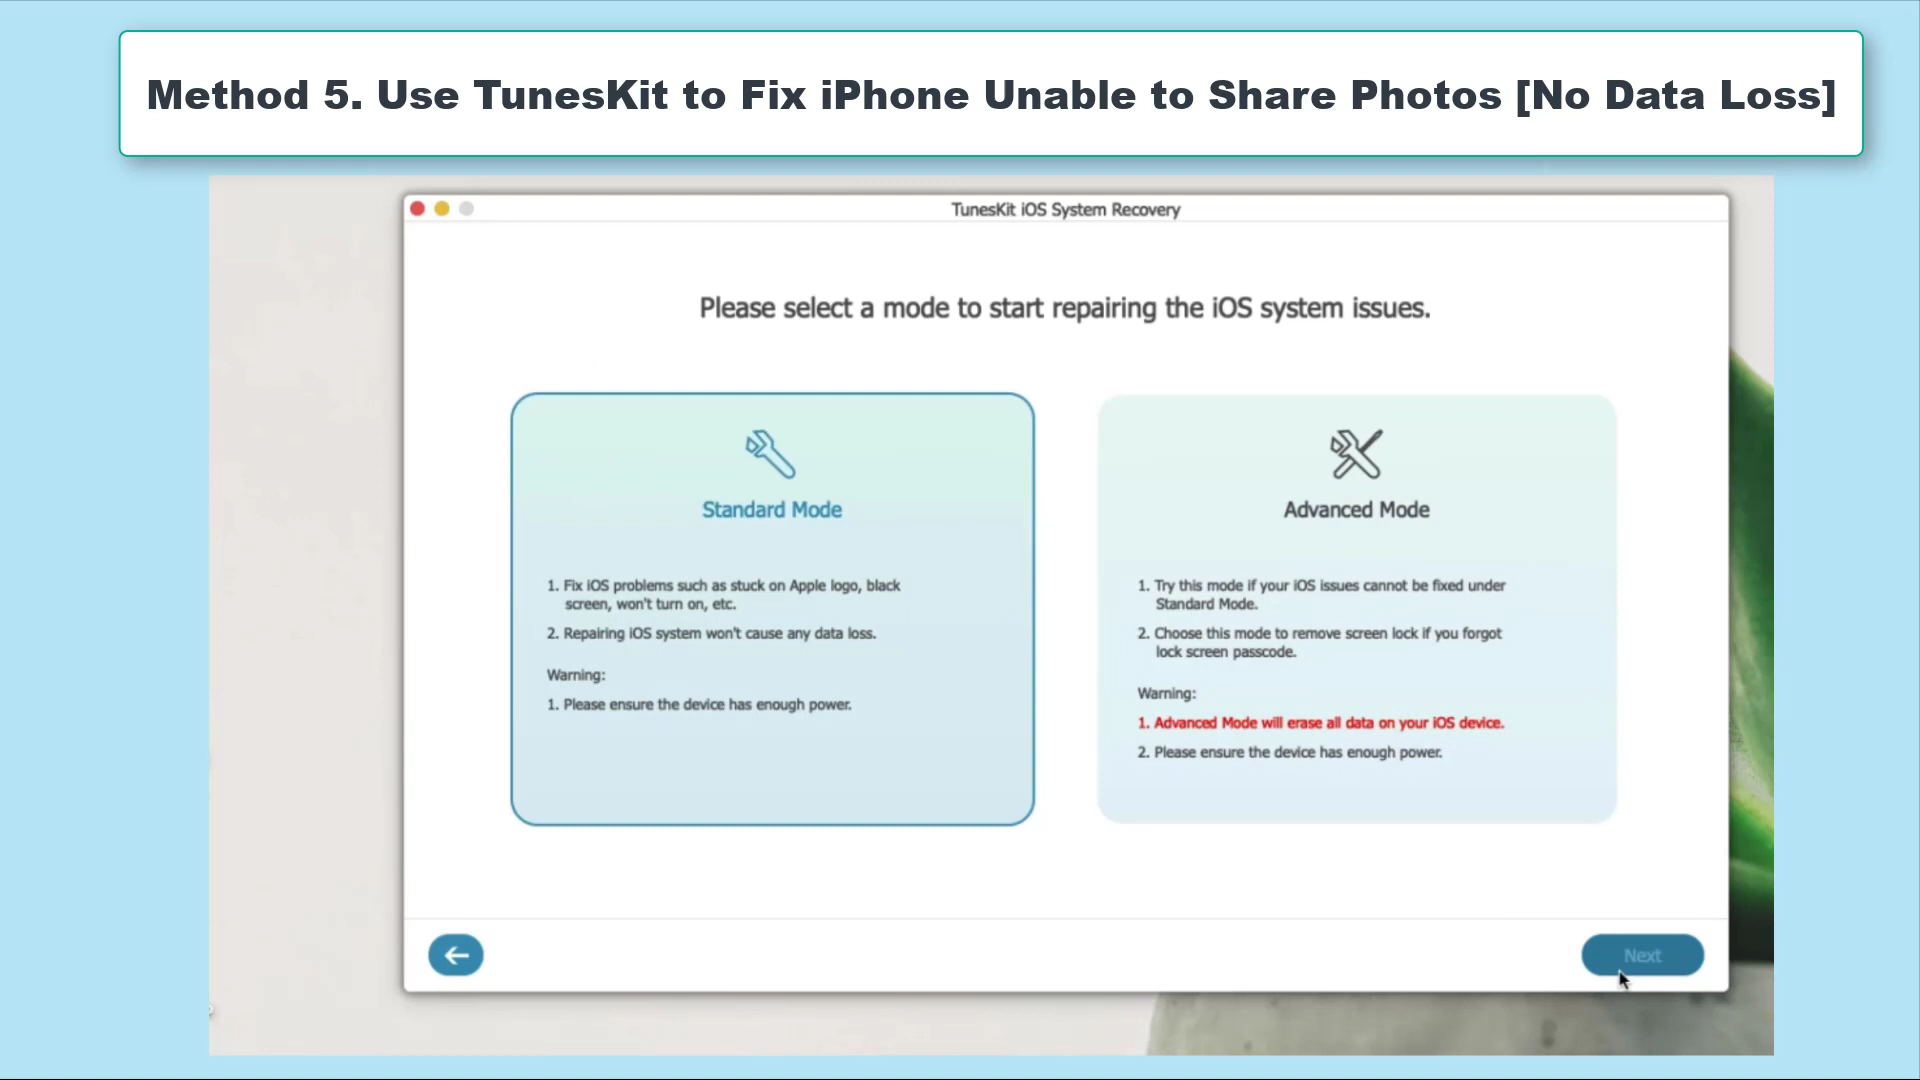 Method 5. Use TunesKit to Fix iPhone Unable to Share Photos [No Data Loss]
TunesKit iOS System Recovery
Please select a mode to start repairing the iOS system issues.
Standard Mode
1. Fix iOS problems such as stuck on Apple logo, black
screen, won't turn on, etc.
2. Repairing iOS system won't cause any data loss.
Warning:
1. Please ensure the device has enough power.
Advanced Mode
1. Try this mode if your iOS issues cannot be fixed under
Standard Mode.
2. Choose this mode to remove screen lock if you forgot
lock screen passcode.
Warning:
1. Advanced Mode will erase all data on your iOS device.
2. Please ensure the device has enough power.
Next